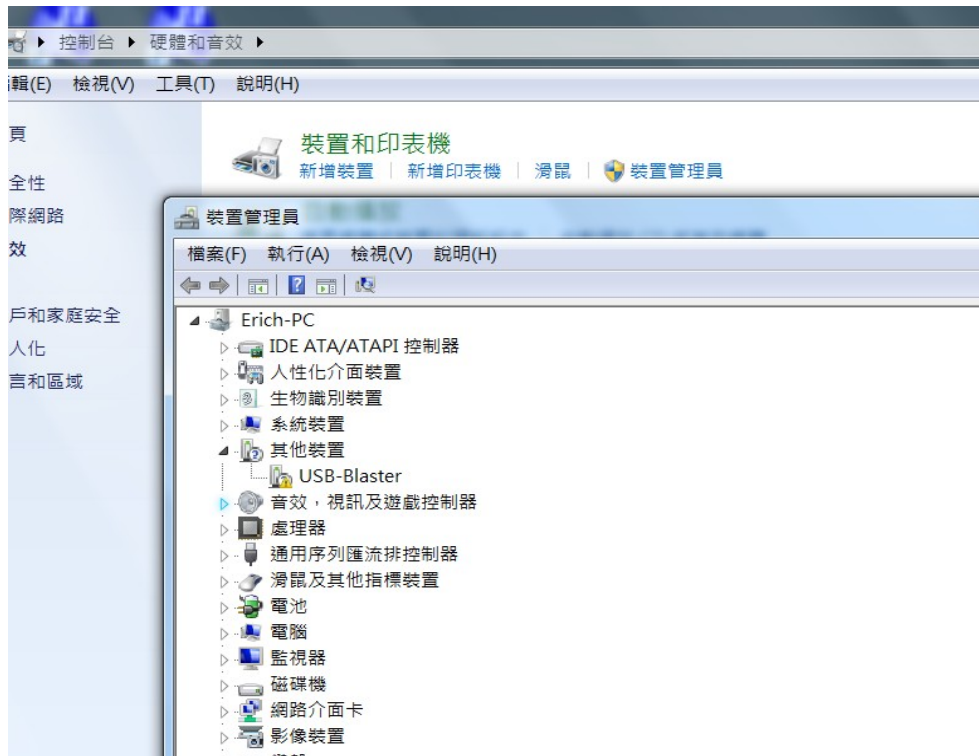 控制台 ▶ 硬體和音效 ▶
輯(E) 檢視(V) 工具(T) 說明(H)
頁
全性
際網路
效
戶和家庭安全
人化
言和區域
裝置和印表機
新增裝置 | 新增印表機 | 滑鼠 | 裝置管理員
裝置管理員
檔案(F) 執行(A) 檢視(V) 說明(H)
Erich-PC
IDE ATA/ATAPI 控制器
人性化介面裝置
生物識別裝置
系統裝置
其他裝置
USB-Blaster
音效，視訊及遊戲控制器
處理器
通用序列匯流排控制器
滑鼠及其他指標裝置
電池
電腦
監視器
磁碟機
網路介面卡
影像裝置